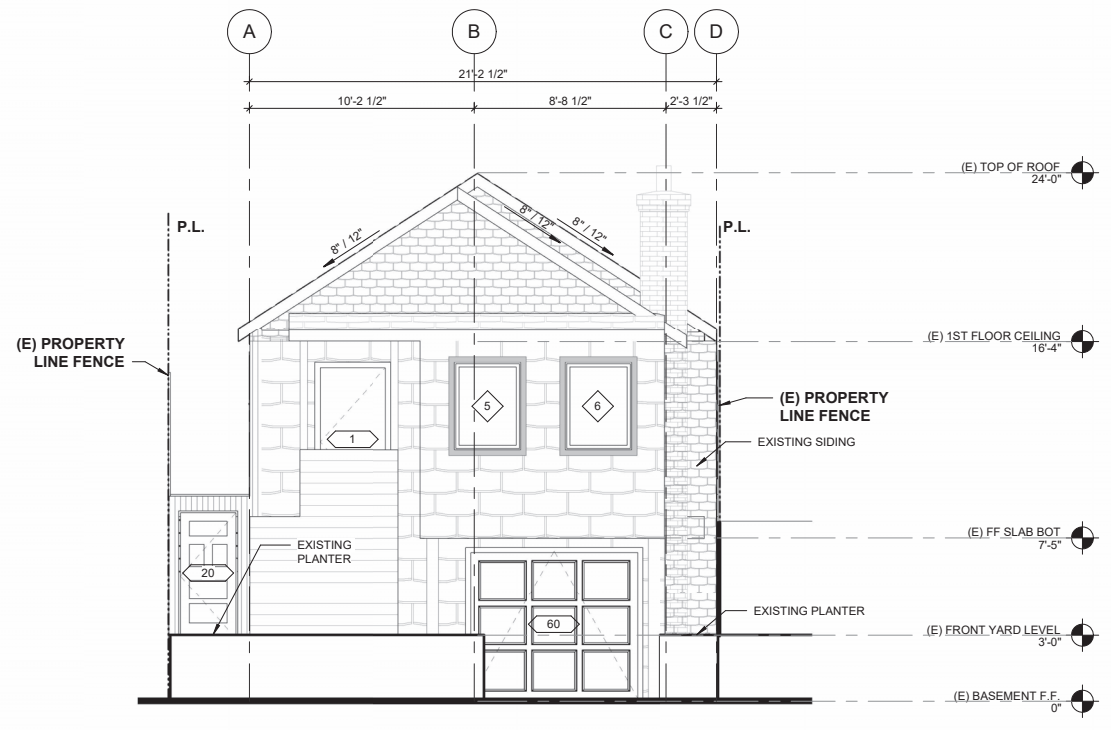 A
B
C
D
21'-2 1/2"
10'-2 1/2"
8'-8 1/2"
2'-3 1/2"
(E) TOP OF ROOF
24'-0"
P.L.
P.L.
8" / 12"
8" / 12"
8" / 12"
(E) PROPERTY
LINE FENCE
(E) 1ST FLOOR CEILING
16'-4"
5
6
(E) PROPERTY
LINE FENCE
1
EXISTING SIDING
(E) FF SLAB BOT
7'-5"
EXISTING
PLANTER
20
EXISTING PLANTER
60
(E) FRONT YARD LEVEL
3'-0"
(E) BASEMENT F.F.
0"